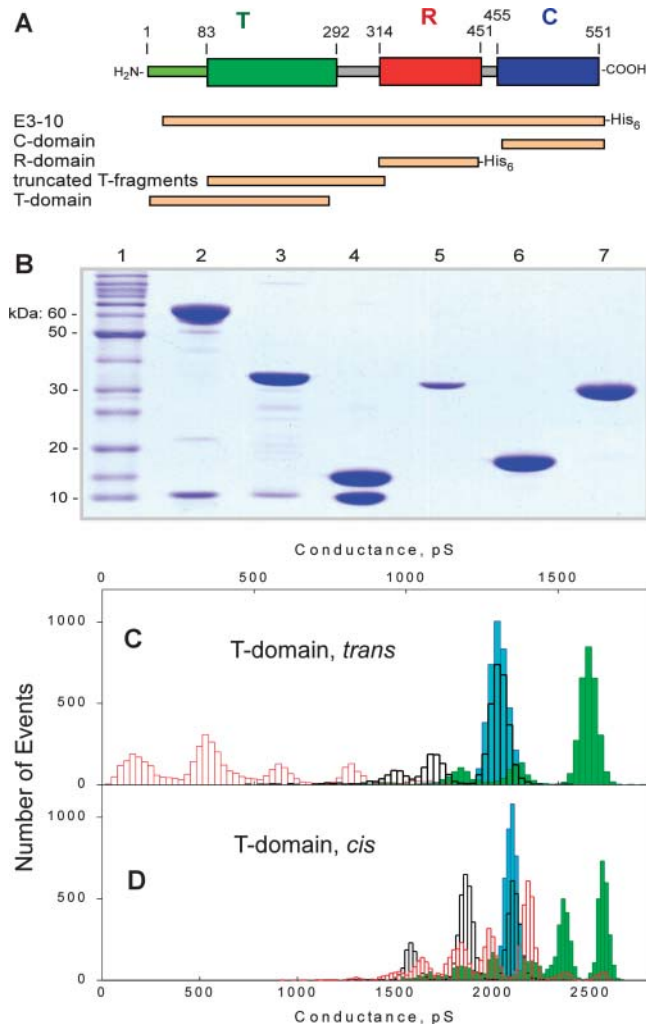 A
T R C
1 83 292 314 451 455 551
H₂N- -COOH
E3-10 -His₆
C-domain
R-domain -His₆
truncated T-fragments
T-domain
B
1 2 3 4 5 6 7
kDa: 60 -
50 -
30 -
20 -
10 -
Conductance, pS
0 500 1000 1500
1000
C
T-domain, trans
500
0
Number of Events
1000
T-domain, cis
D
500
0
0 500 1000 1500 2000 2500
Conductance, pS